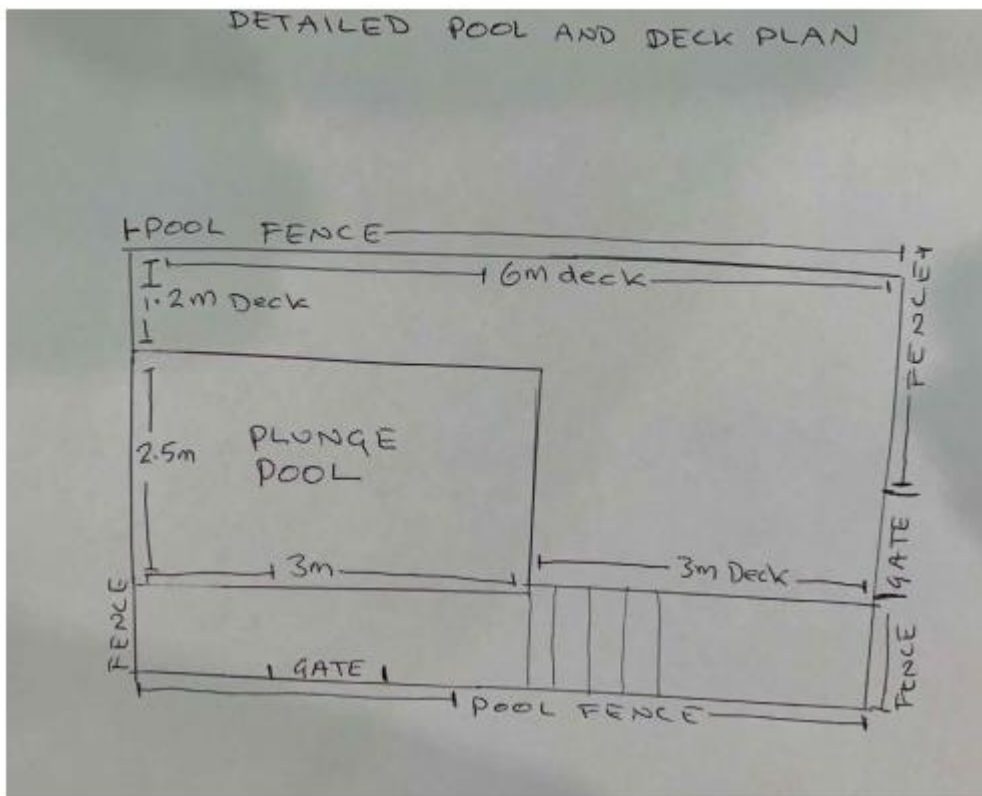 DETAILED POOL AND DECK PLAN
POOL FENCE
6m deck
1.2m Deck
FENCE
PLUNGE
POOL
2.5m
3m
3m Deck
GATE
FENCE
GATE
FENCE
POOL FENCE